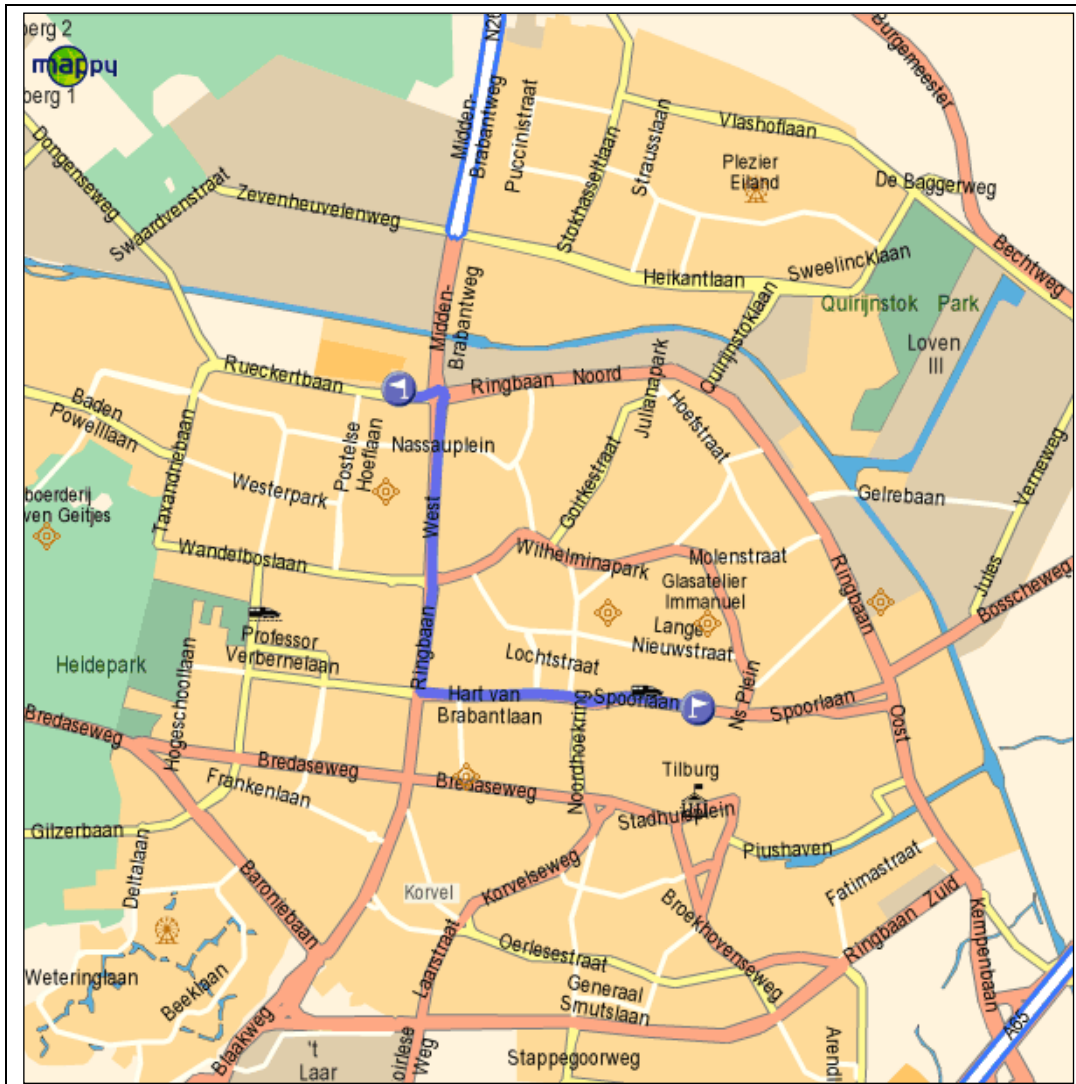 berg 2
mappy
berg 1
N26
Burgemeester
Midden-
Brabantweg
Puccinistraat
Stokhasseltlaan
Strausslaan
Vlashoflaan
Plezier
Eiland
De Baggerweg
Dongenseweg
Swaardvenstraat
Zevenheuvelenweg
Heikantlaan
Sweelincklaan
Bechtweg
Quirijnstok Park
Loven
III
Midden-
Brabantweg
Quirijnstoklaan
Rueckertbaan
Ringbaan Noord
Julianapark
Hoefstraat
Baden
Powelllaan
Taxandriebaan
Postelse
Hoeflaan
Nassauplein
Goirkestraat
Westerpark
West
Gelrebaan
Verneweg
Jules
boerderij
ven Geitjes
Wandelboslaan
Wilhelminapark
Molenstraat
Glasatelier
Immanuel
Ringbaan
Bosscheweg
Professor
Verbernelaan
Lange
Nieuwstraat
Lochtstraat
Heidepark
Hogeschoollaan
Ringbaan
Hart van
Brabantlaan
Spoorlaan
Ns Plein
Spoorlaan
Oost
Noordhoekring
Bredaseweg
Bredaseweg
Bredaseweg
Tilburg
Frankenlaan
Stadhuisplein
Gilzerbaan
Piushaven
Deltalaan
Baroniebaan
Korvel
Korvelseweg
Broekhovenseweg
Fatimastraat
Ringbaan Zuid
Kempenbaan
Laarstraat
Oerlesestraat
Weteringlaan
Beeklaan
Generaal
Smutslaan
A65
Blaakweg
't
Laar
oirlese
Weg
Stappegoorweg
Arendl